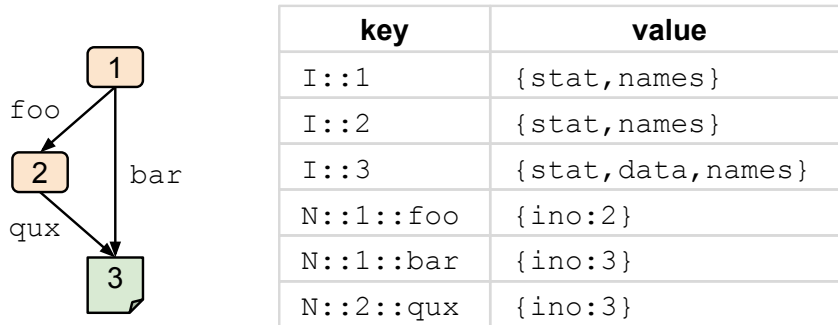 1
foo
2
bar
qux
3
key value
I::1 {stat,names}
I::2 {stat,names}
I::3 {stat,data,names}
N::1::foo {ino:2}
N::1::bar {ino:3}
N::2::qux {ino:3}